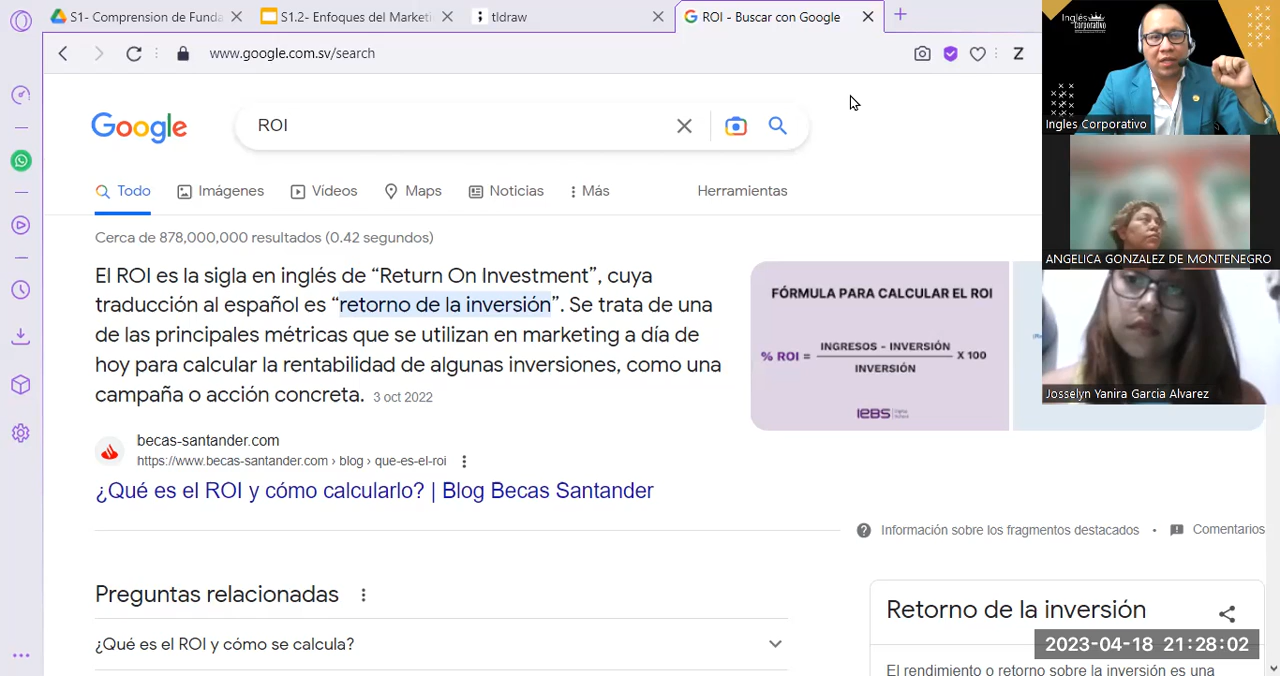 S1- Comprension de Funda
S1.2- Enfoques del Marketi
tldraw
ROI - Buscar con Google
www.google.com.sv/search
Z
Google
ROI
Todo
Imágenes
Vídeos
Maps
Noticias
Más
Herramientas
Cerca de 878,000,000 resultados (0.42 segundos)
El ROI es la sigla en inglés de “Return On Investment”, cuya
traducción al español es “retorno de la inversión”. Se trata de una
de las principales métricas que se utilizan en marketing a día de
hoy para calcular la rentabilidad de algunas inversiones, como una
campaña o acción concreta. 3 oct 2022
FÓRMULA PARA CALCULAR EL ROI
% ROI = INGRESOS - INVERSIÓN X 100
INVERSIÓN
IEBS
becas-santander.com
https://www.becas-santander.com › blog › que-es-el-roi
¿Qué es el ROI y cómo calcularlo? | Blog Becas Santander
Información sobre los fragmentos destacados • Comentarios
Preguntas relacionadas
¿Qué es el ROI y cómo se calcula?
Retorno de la inversión
El rendimiento o retorno sobre la inversión es una
Inglés
Corporativo
Ingles Corporativo
ANGELICA GONZALEZ DE MONTENEGRO
Josselyn Yanira Garcia Alvarez
2023-04-18 21:28:02